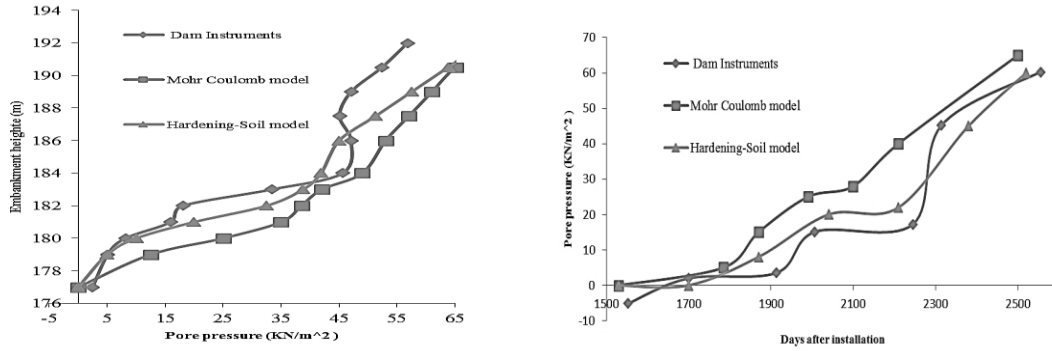 194
192
190
188
186
184
182
180
178
176
-5 5 15 25 35 45 55 65
Embankment heighte (m)
Pore pressure (KN/m^2 )
Dam Instruments
Mohr Coulomb model
Hardening-Soil model
70
60
50
40
30
20
10
0
-10
1500 1700 1900 2100 2300 2500
Pore pressure (KN/m^2 )
Days after installation
Dam Instruments
Mohr Coulomb model
Hardening-Soil model